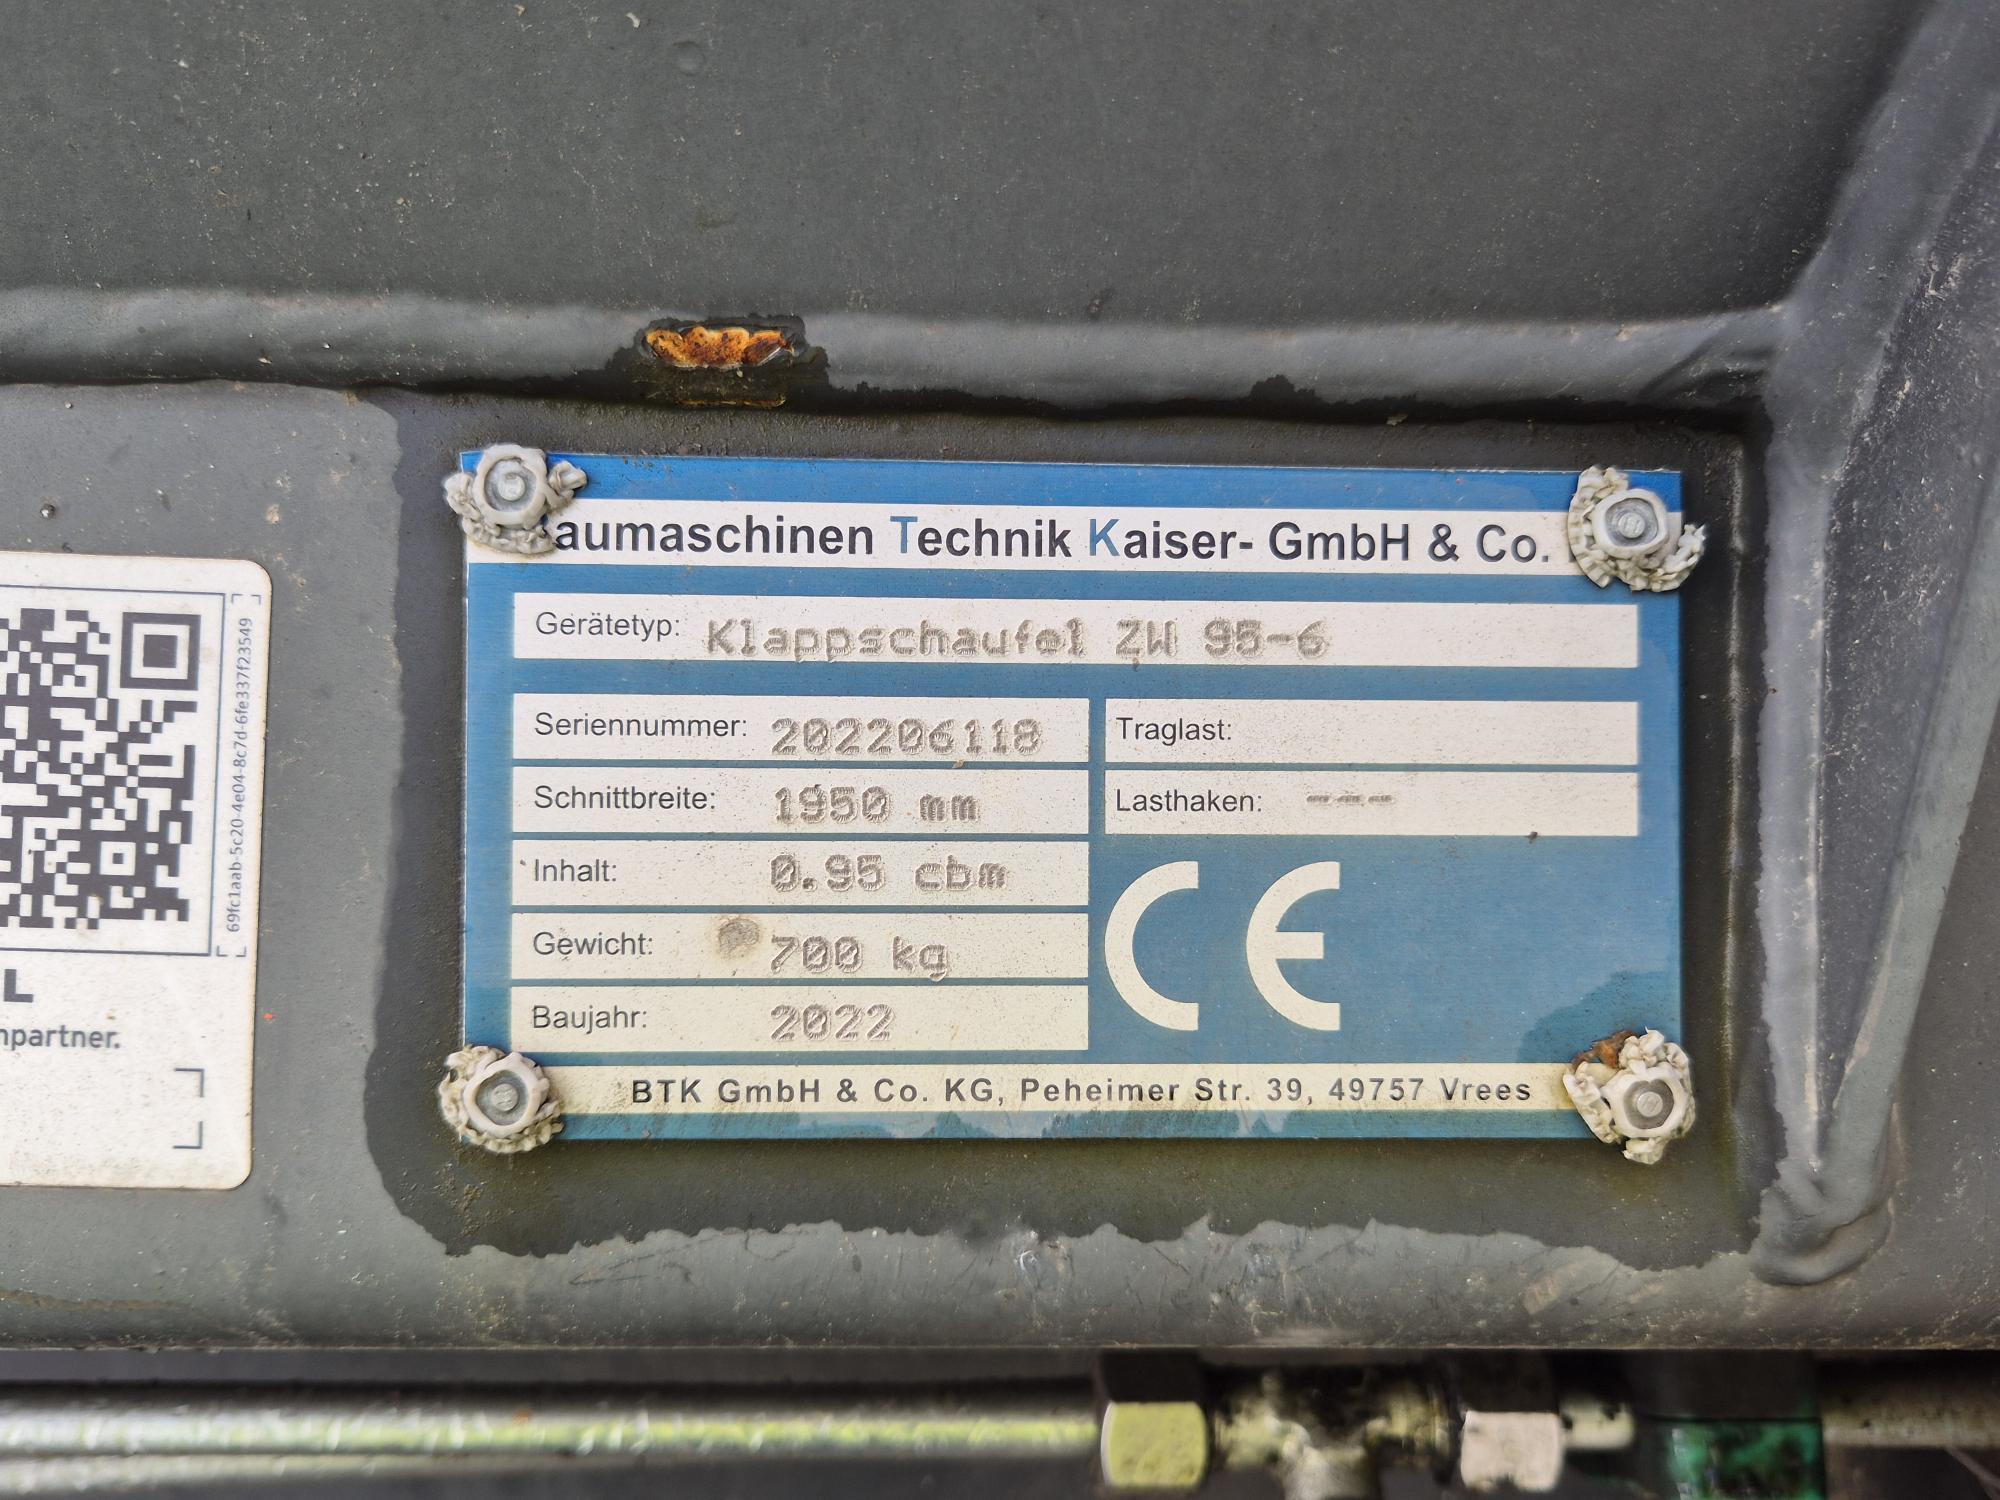 aumaschinen Technik Kaiser- GmbH & Co.
Gerätetyp: Klappschaufel ZW 95-6
Seriennummer: 202206118
Traglast:
Schnittbreite: 1950 mm
Lasthaken: ---
Inhalt: 0.95 cbm
Gewicht: 700 kg
Baujahr: 2022
CE
BTK GmbH & Co. KG, Peheimer Str. 39, 49757 Vrees
69fc1aab-5c20-4e04-8c7d-6fe337f23549
L
npartner.